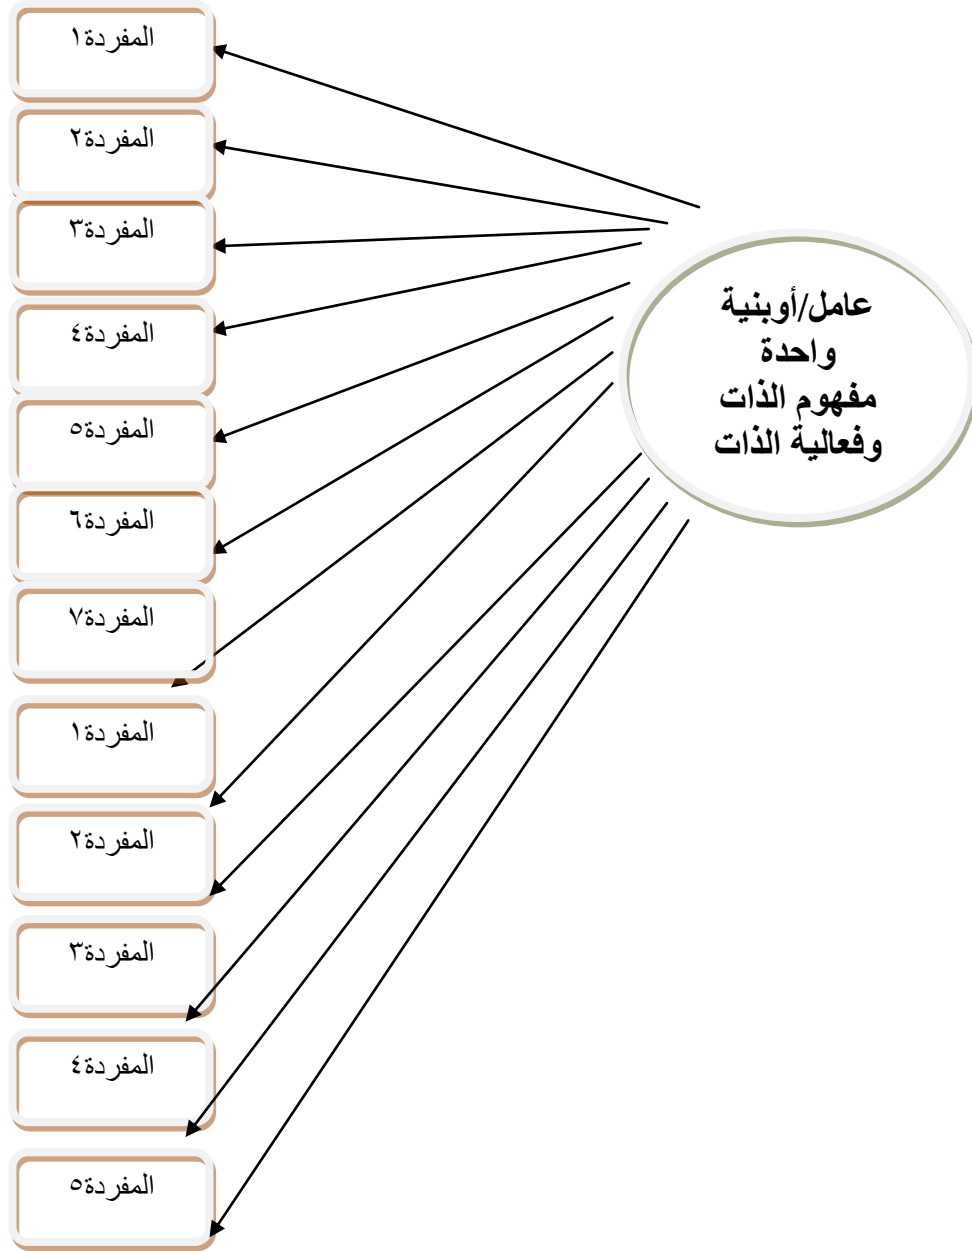 المفردة١
المفردة٢
المفردة٣
المفردة٤
المفردة٥
المفردة٦
المفردة٧
المفردة١
المفردة٢
المفردة٣
المفردة٤
المفردة٥
عامل/أوبنية
واحدة
مفهوم الذات
وفعالية الذات